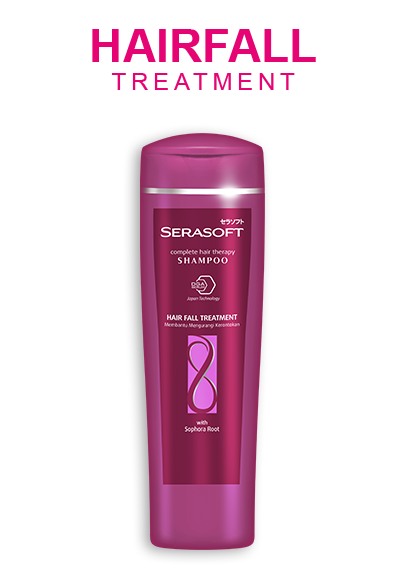 HAIRFALL
TREATMENT
セラソフト
SERASOFT
complete hair therapy
SHAMPOO
DGA
Japan Technology
HAIR FALL TREATMENT
Membantu Mengurangi Kerontokan
with
Sophora Root